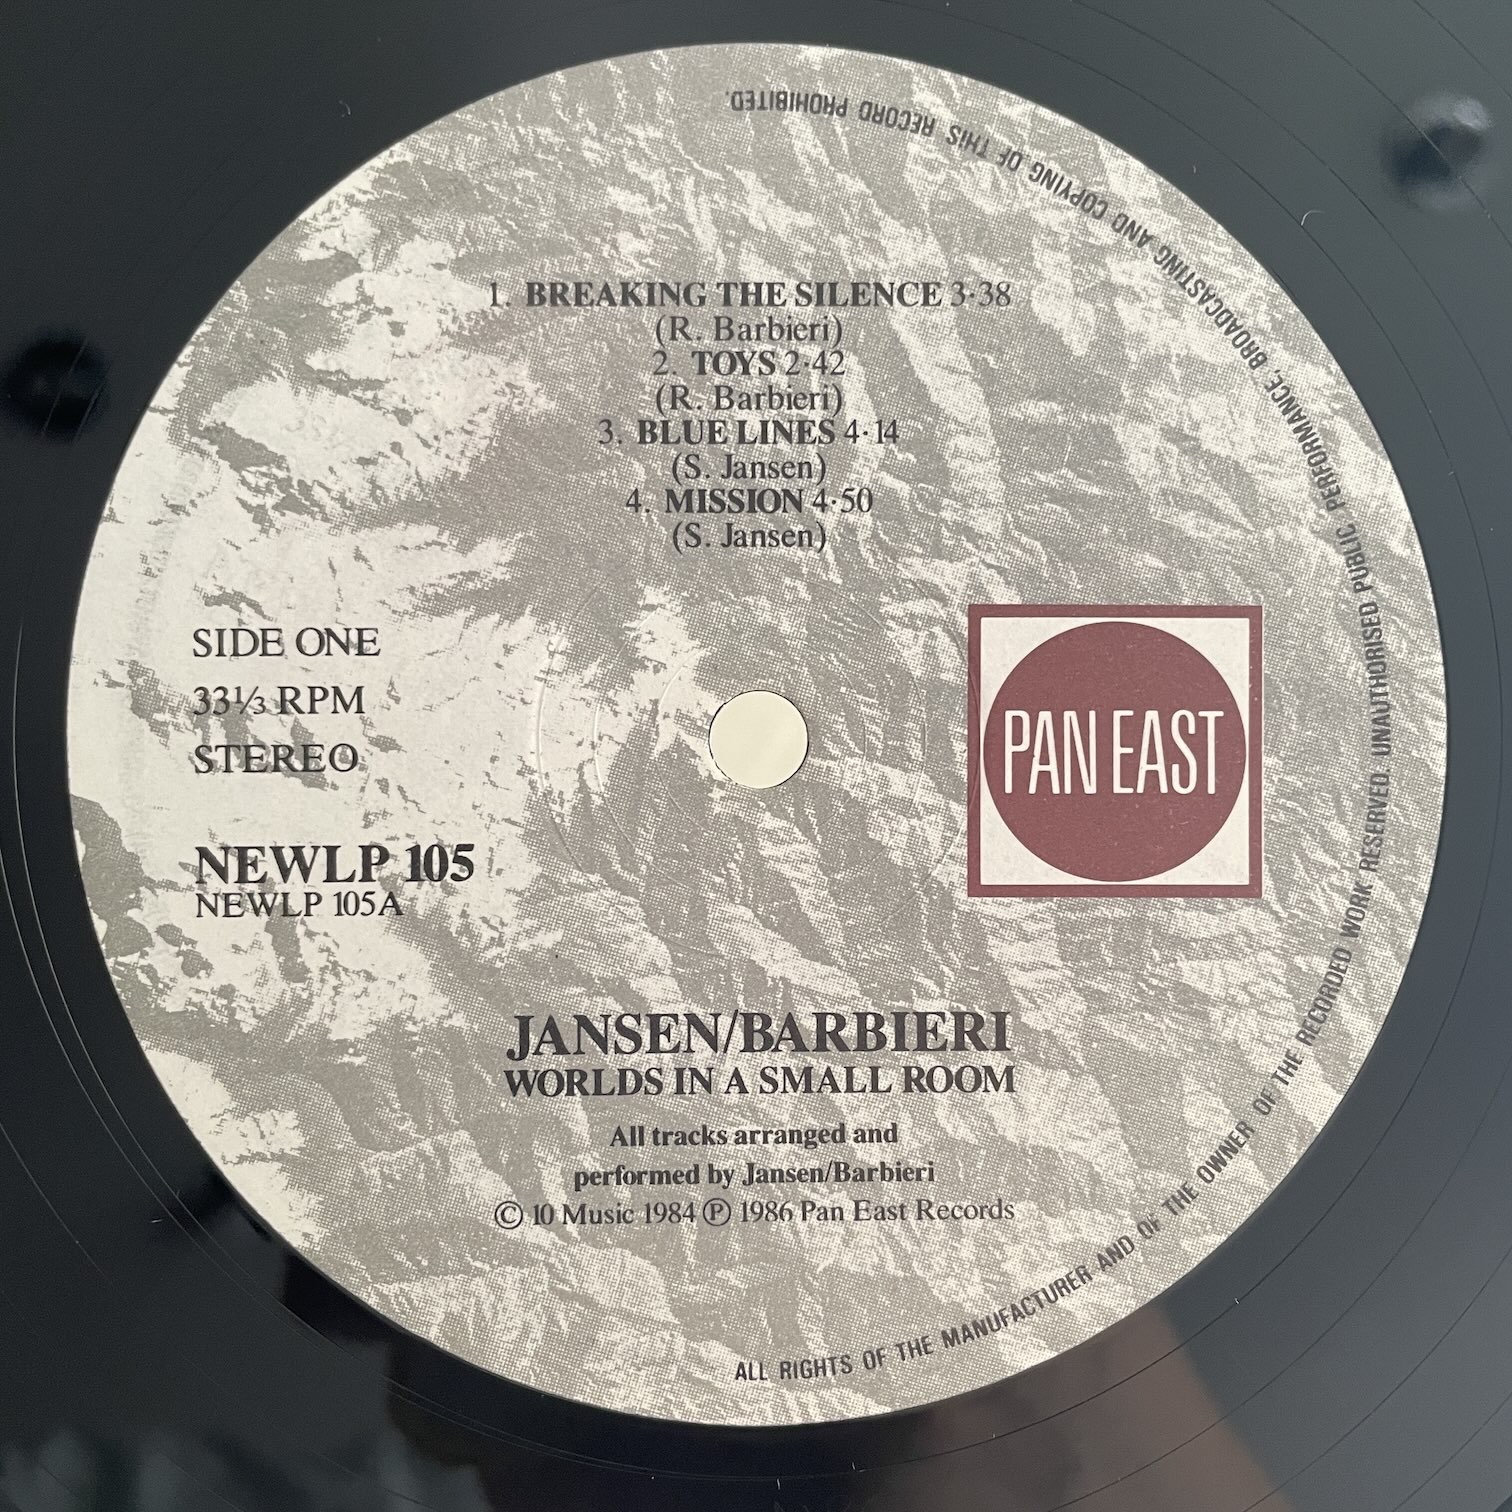 1. BREAKING THE SILENCE 3·38
(R. Barbieri)
2. TOYS 2·42
(R. Barbieri)
3. BLUE LINES 4·14
(S. Jansen)
4. MISSION 4·50
(S. Jansen)
SIDE ONE
33⅓ RPM
STEREO
NEWLP 105
NEWLP 105A
PAN EAST
JANSEN/BARBIERI
WORLDS IN A SMALL ROOM
All tracks arranged and
performed by Jansen/Barbieri
© 10 Music 1984 ℗ 1986 Pan East Records
ALL RIGHTS OF THE MANUFACTURER AND OF THE OWNER OF THE RECORDED WORK RESERVED. UNAUTHORISED PUBLIC PERFORMANCE, BROADCASTING AND COPYING OF THIS RECORD PROHIBITED.